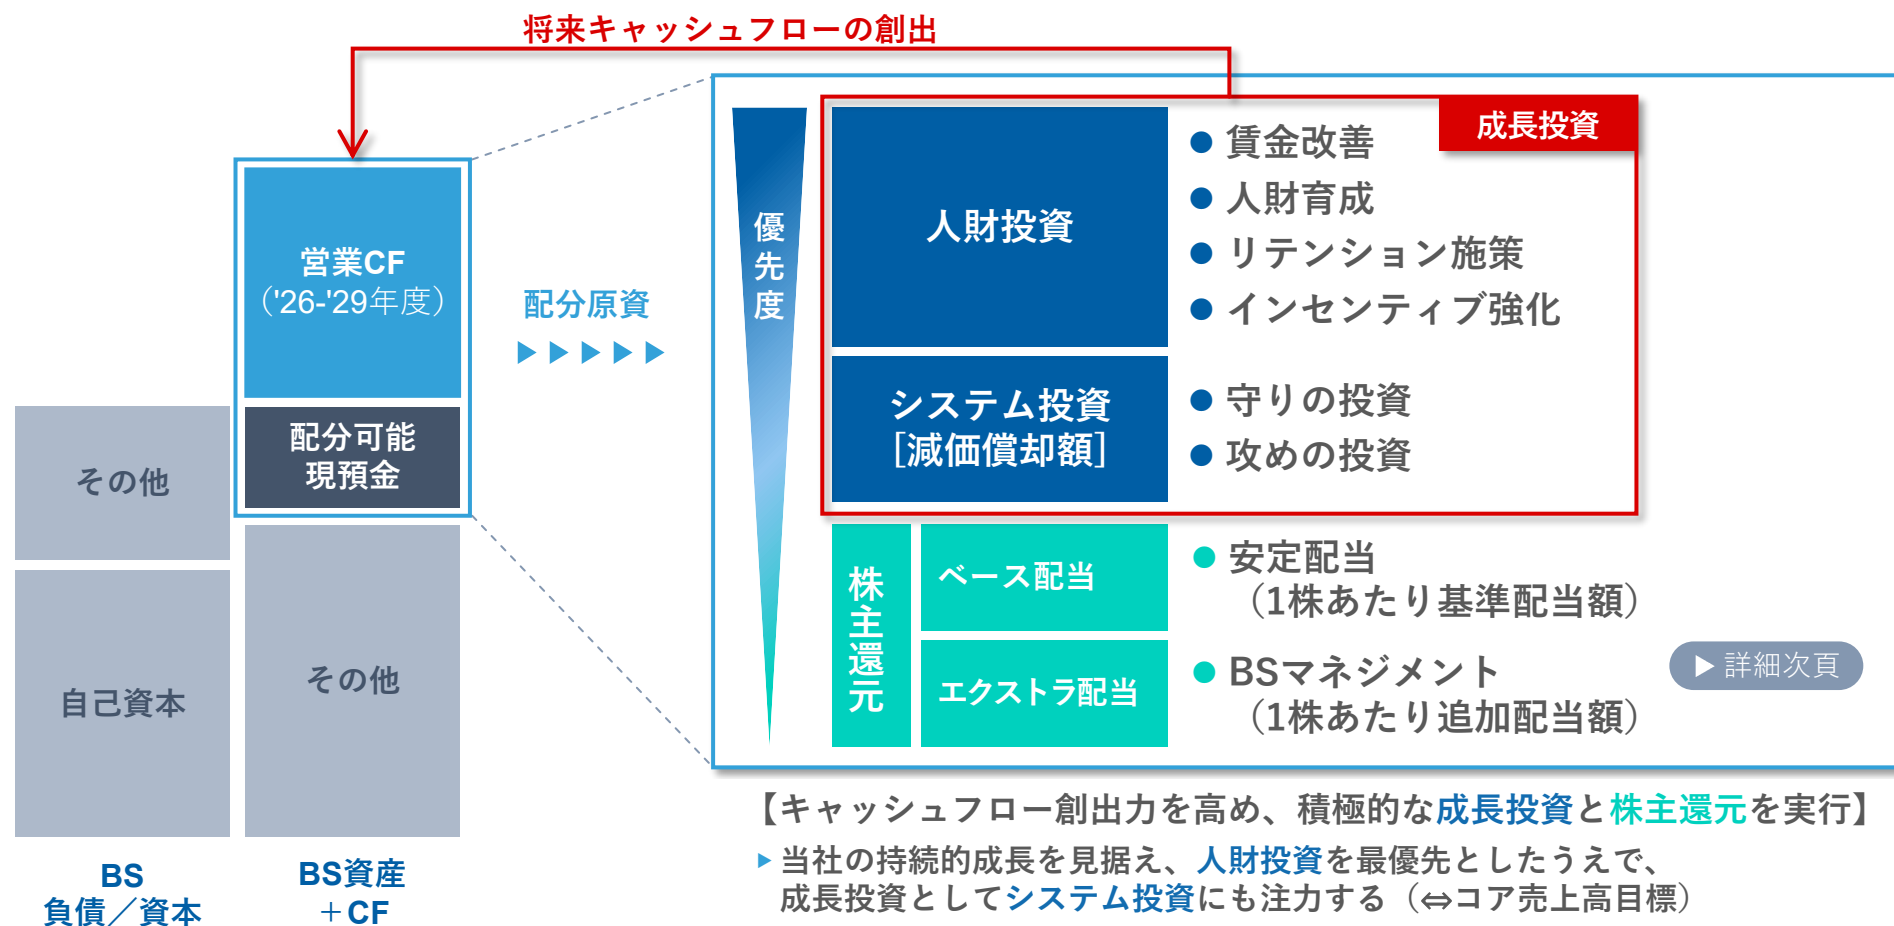 将来キャッシュフローの創出
営業CF
（'26-'29年度）
配分可能
現預金
その他
自己資本
その他
BS
負債／資本
BS資産
＋CF
配分原資
▶▶▶▶▶
優先度
成長投資
人財投資
● 賃金改善
● 人財育成
● リテンション施策
● インセンティブ強化
システム投資
［減価償却額］
● 守りの投資
● 攻めの投資
株主還元
ベース配当
● 安定配当
（1株あたり基準配当額）
エクストラ配当
● BSマネジメント
（1株あたり追加配当額）
▶ 詳細次頁
【キャッシュフロー創出力を高め、積極的な成長投資と株主還元を実行】
▶ 当社の持続的成長を見据え、人財投資を最優先としたうえで、
成長投資としてシステム投資にも注力する（⇔コア売上高目標）